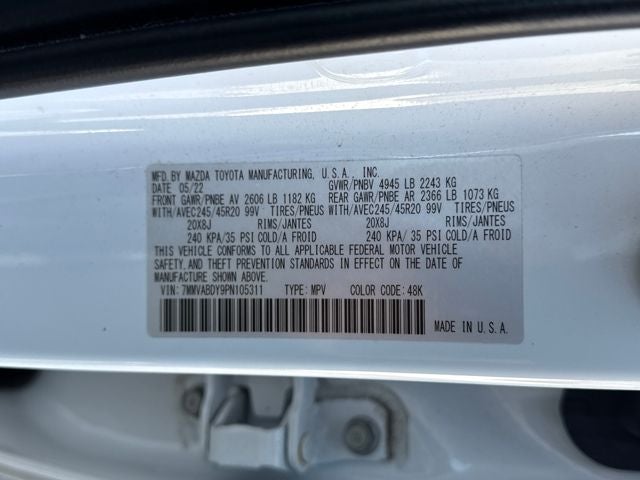 MFD. BY MAZDA TOYOTA MANUFACTURING, U.S.A., INC.
DATE 05/22 GVWR/PNBV 4945 LB 2243 KG
FRONT GAWR/PNBE AV 2606 LB 1182 KG REAR GAWR/PNBE AR 2366 LB 1073 KG
WITH/AVEC245/45R20 99V TIRES/PNEUS WITH/AVEC245/45R20 99V TIRES/PNEUS
20X8J RIMS/JANTES 20X8J RIMS/JANTES
240 KPA/35 PSI COLD/A FROID 240 KPA/ 35 PSI COLD/A FROID
THIS VEHICLE CONFORMS TO ALL APPLICABLE FEDERAL MOTOR VEHICLE
SAFETY, AND THEFT PREVENTION STANDARDS IN EFFECT ON THE DATE OF
MANUFACTURE SHOWN ABOVE.
VIN: 7MMVABDY9PN105311 TYPE: MPV COLOR CODE: 48K
MADE IN U.S.A.